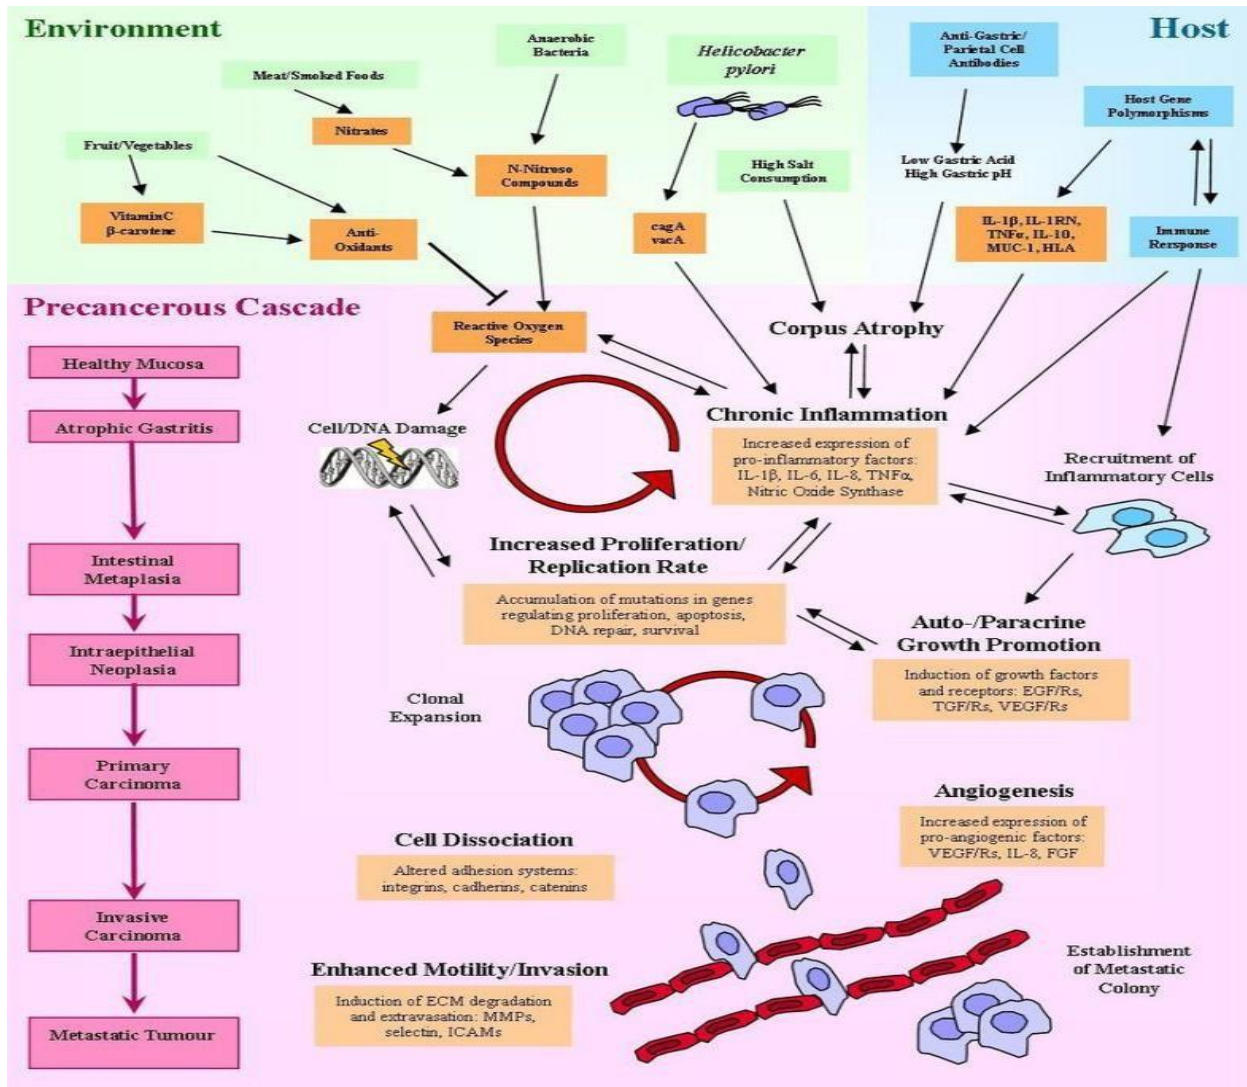 Environment
Host
Anaerobic
Bacteria
Helicobacter
pylori
Anti-Gastric/
Parietal Cell
Antibodies
Meat/Smoked Foods
Host Gene
Polymorphisms
Nitrates
Fruit/Vegetables
N-Nitroso
Compounds
High Salt
Consumption
Low Gastric Acid
High Gastric pH
VitaminC
β-carotene
Anti-
Oxidants
cagA
vacA
IL-1β, IL-1RN,
TNFα, IL-10,
MUC-1, HLA
Immune
Rersponse
Precancerous Cascade
Reactive Oxygen
Species
Corpus Atrophy
Healthy Mucosa
Atrophic Gastritis
Intestinal
Metaplasia
Intraepithelial
Neoplasia
Primary
Carcinoma
Invasive
Carcinoma
Metastatic Tumour
Cell/DNA Damage
Chronic Inflammation
Increased expression of
pro-inflammatory factors:
IL-1β, IL-6, IL-8, TNFα,
Nitric Oxide Synthase
Recruitment of
Inflammatory Cells
Increased Proliferation/
Replication Rate
Accumulation of mutations in genes
regulating proliferation, apoptosis,
DNA repair, survival
Auto-/Paracrine
Growth Promotion
Induction of growth factors
and receptors: EGF/Rs,
TGF/Rs, VEGF/Rs
Clonal
Expansion
Angiogenesis
Increased expression of
pro-angiogenic factors:
VEGF/Rs, IL-8, FGF
Cell Dissociation
Altered adhesion systems:
integrins, cadherins, catenins
Enhanced Motility/Invasion
Induction of ECM degradation
and extravasation: MMPs,
selectin, ICAMs
Establishment
of Metastatic
Colony